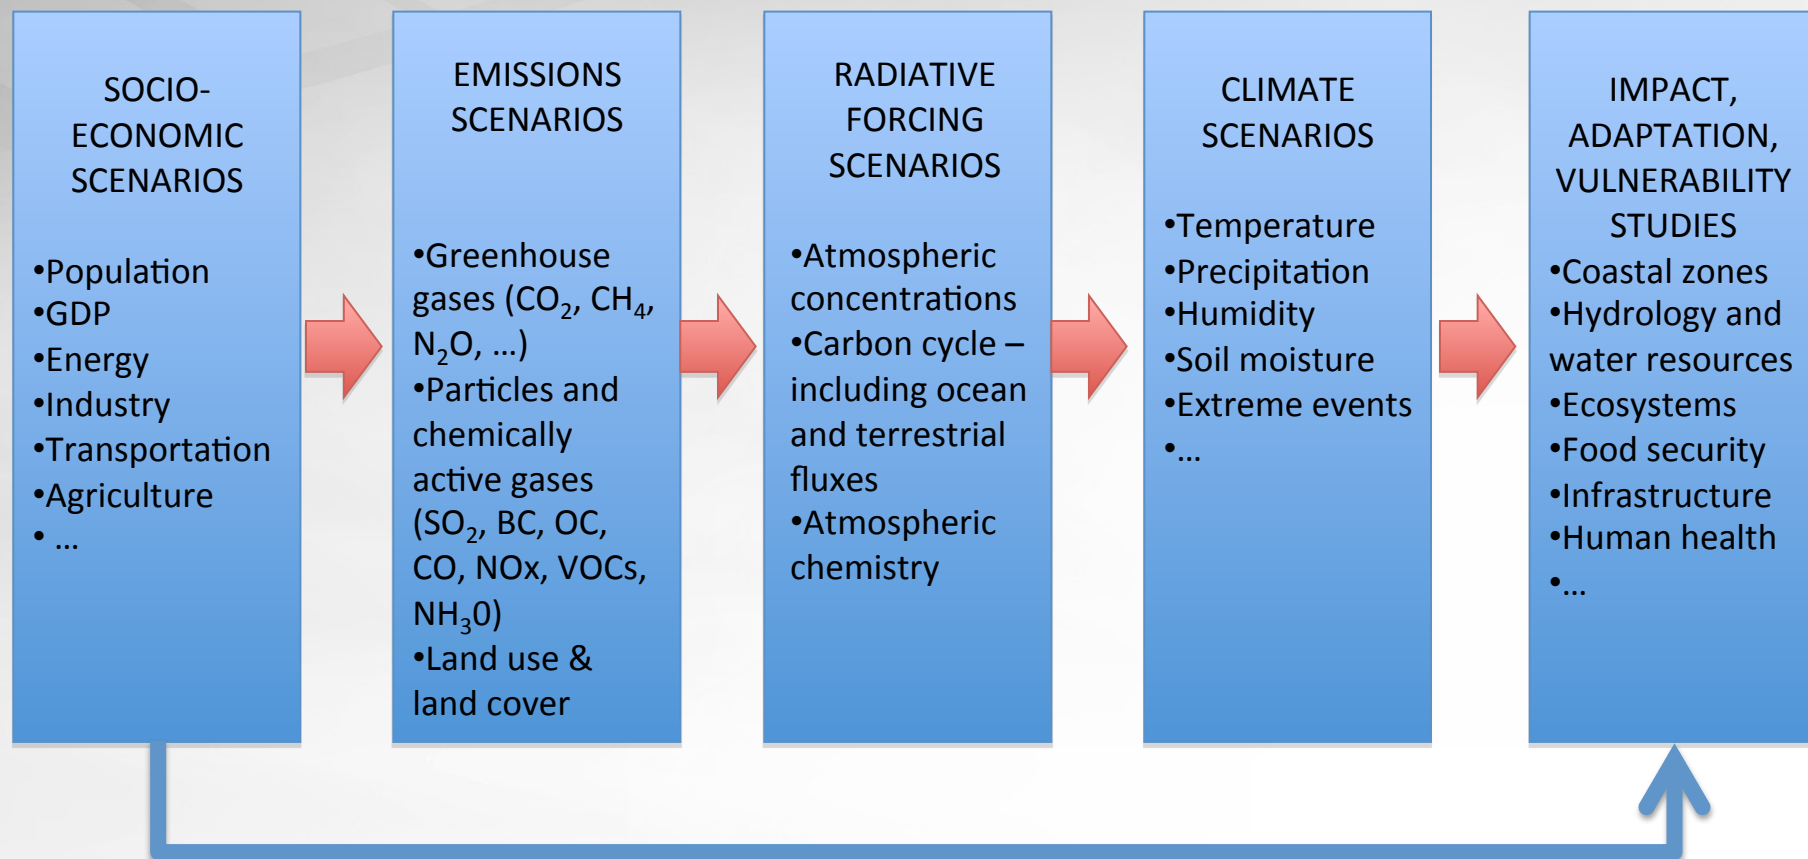 SOCIO-
ECONOMIC
SCENARIOS
•Population
•GDP
•Energy
•Industry
•Transportation
•Agriculture
• ...
EMISSIONS
SCENARIOS
•Greenhouse
gases (CO₂, CH₄,
N₂O, ...)
•Particles and
chemically
active gases
(SO₂, BC, OC,
CO, NOx, VOCs,
NH₃0)
•Land use &
land cover
RADIATIVE
FORCING
SCENARIOS
•Atmospheric
concentrations
•Carbon cycle –
including ocean
and terrestrial
fluxes
•Atmospheric
chemistry
CLIMATE
SCENARIOS
•Temperature
•Precipitation
•Humidity
•Soil moisture
•Extreme events
•...
IMPACT,
ADAPTATION,
VULNERABILITY
STUDIES
•Coastal zones
•Hydrology and
water resources
•Ecosystems
•Food security
•Infrastructure
•Human health
•...